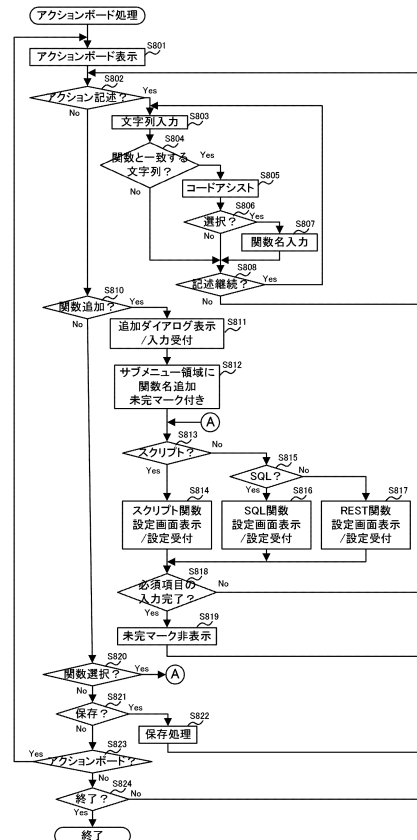 アクションボード処理
S801
アクションボード表示
S802
アクション記述？
Yes
No
S803
文字列入力
S804
関数と一致する
文字列？
Yes
No
S805
コードアシスト
S806
選択？
Yes
No
S807
関数名入力
S808
記述継続？
Yes
No
S810
関数追加？
Yes
No
S811
追加ダイアログ表示
/入力受付
S812
サブメニュー領域に
関数名追加
未完マーク付き
A
S813
スクリプト？
No
Yes
S815
SQL？
No
Yes
S814
スクリプト関数
設定画面表示
/設定受付
S816
SQL関数
設定画面表示
/設定受付
S817
REST関数
設定画面表示
/設定受付
S818
必須項目の
入力完了？
No
Yes
S819
未完マーク非表示
S820
関数選択？
Yes
A
No
S821
保存？
Yes
No
S822
保存処理
S823
アクションボード？
Yes
No
S824
終了？
No
Yes
終了